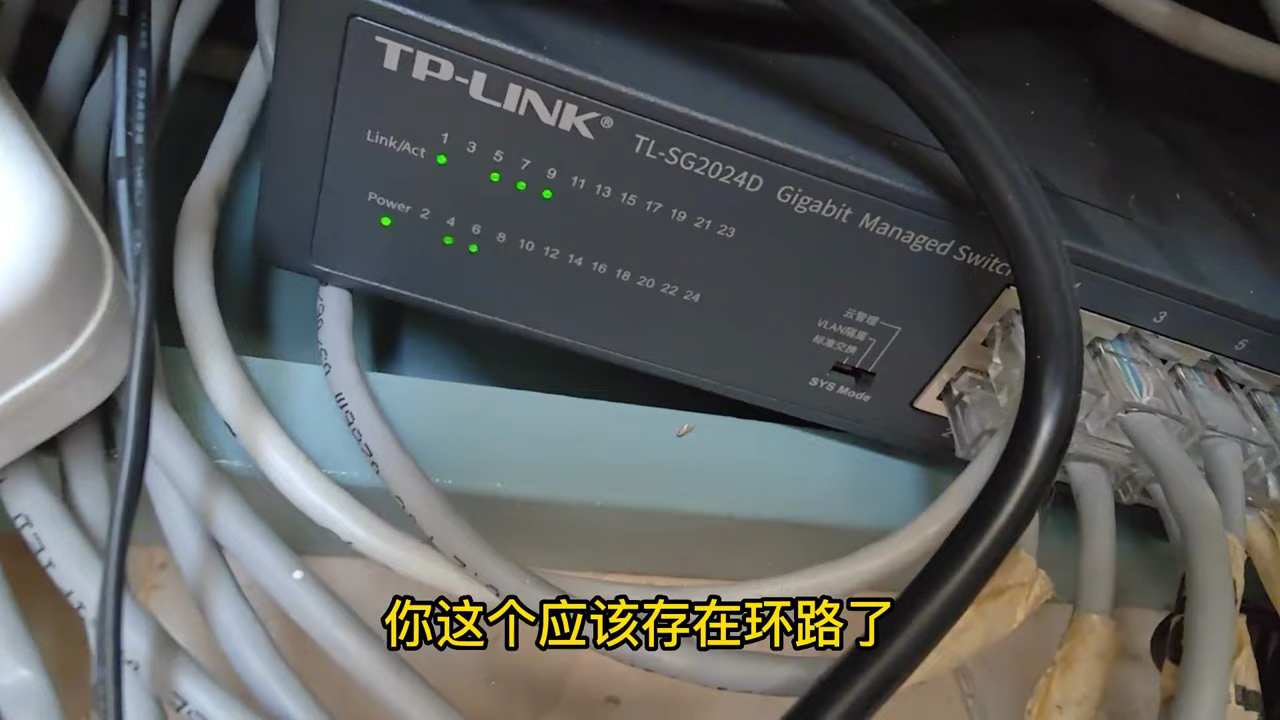 TP-LINK®
TL-SG2024D Gigabit Managed Switch
Link/Act 1 3 5 7 9 11 13 15 17 19 21 23
Power 2 4 6 8 10 12 14 16 18 20 22 24
云管理
VLAN隔离
标准交换
SYS Mode
3
5
2
你这个应该存在环路了